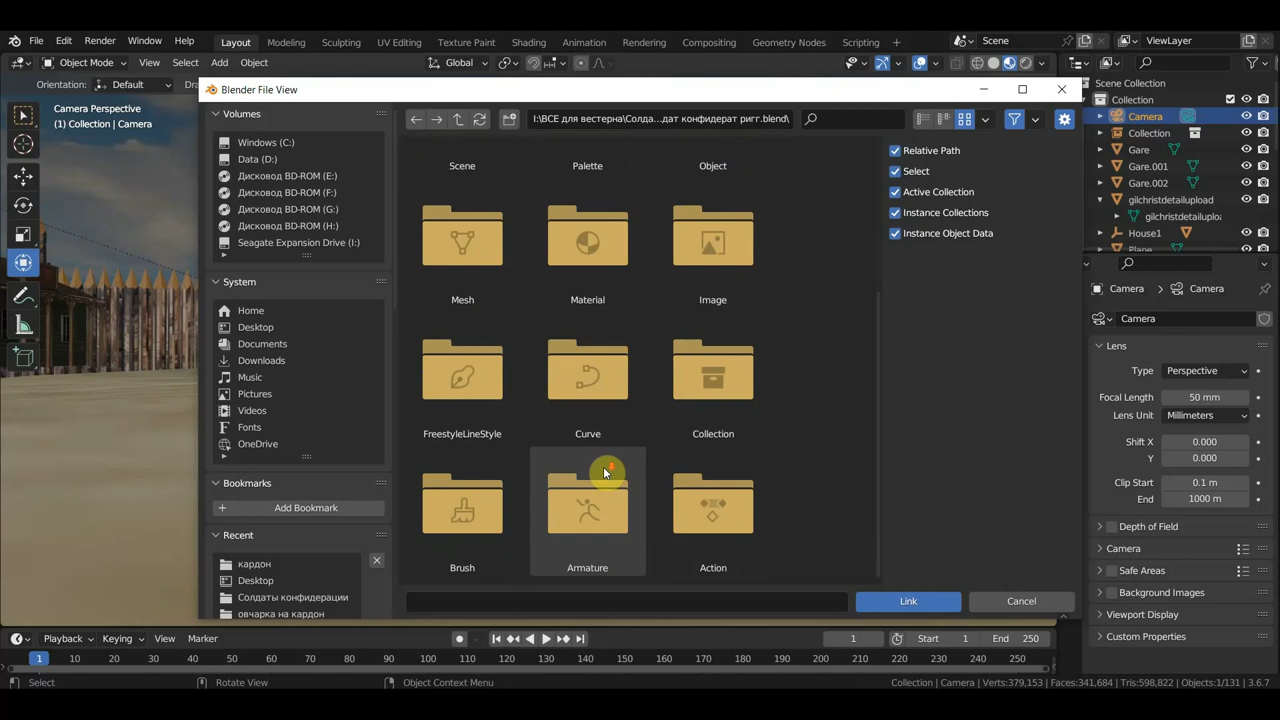 File Edit Render Window Help Layout Modeling Sculpting UV Editing Texture Paint Shading Animation Rendering Compositing Geometry Nodes Scripting + Scene ViewLayer
Object Mode View Select Add Object Global
Orientation: Default
Camera Perspective
(1) Collection | Camera
Blender File View
Volumes
Windows (C:)
Data (D:)
Дисковод BD-ROM (E:)
Дисковод BD-ROM (F:)
Дисковод BD-ROM (G:)
Дисковод BD-ROM (H:)
Seagate Expansion Drive (I:)
System
Home
Desktop
Documents
Downloads
Music
Pictures
Videos
Fonts
OneDrive
Bookmarks
+ Add Bookmark
Recent
кардон
Desktop
Солдаты конфидерации
овчарка на кардон
I:\ВСЕ для вестерна\Солда...дат конфидерат ригг.blend\
Scene Palette Object
Mesh Material Image
FreestyleLineStyle Curve Collection
Brush Armature Action
Relative Path
Select
Active Collection
Instance Collections
Instance Object Data
Link Cancel
Scene Collection
Collection
Camera
Collection
Gare
Gare.001
Gare.002
gilchristdetailupload
gilchristdetailuploa
House1
Plane
Camera > Camera
Camera
Lens
Type Perspective
Focal Length 50 mm
Lens Unit Millimeters
Shift X 0.000
Y 0.000
Clip Start 0.1 m
End 1000 m
Depth of Field
Camera
Safe Areas
Background Images
Viewport Display
Custom Properties
Playback Keying View Marker 1 Start 1 End 250
1 10 20 30 40 50 60 70 80 90 100 110 120 130 140 150 160 170 180 190 200 210 220 230 240 250
Select Rotate View Object Context Menu Collection | Camera | Verts:379,153 | Faces:341,684 | Tris:598,822 | Objects:1/131 | 3.6.7